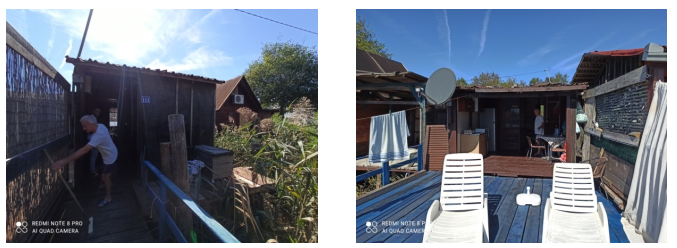 REDMI NOTE 8 PRO
AI QUAD CAMERA
REDMI NOTE 8 PRO
AI QUAD CAMERA